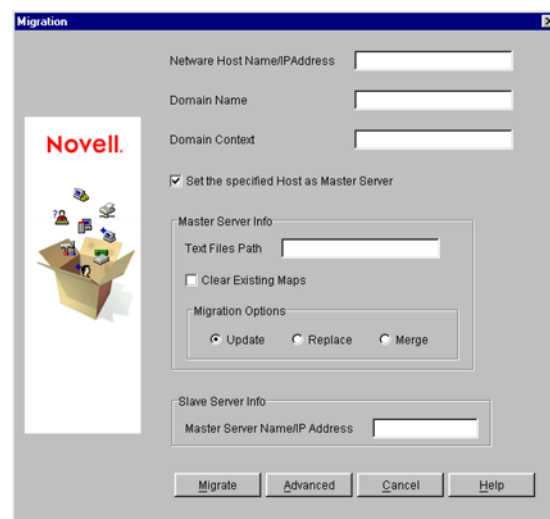 Migration
Netware Host Name/IPAddress
Domain Name
Domain Context
Novell.
Set the specified Host as Master Server
Master Server Info
Text Files Path
Clear Existing Maps
Migration Options
Update Replace Merge
Slave Server Info
Master Server Name/IP Address
Migrate Advanced Cancel Help